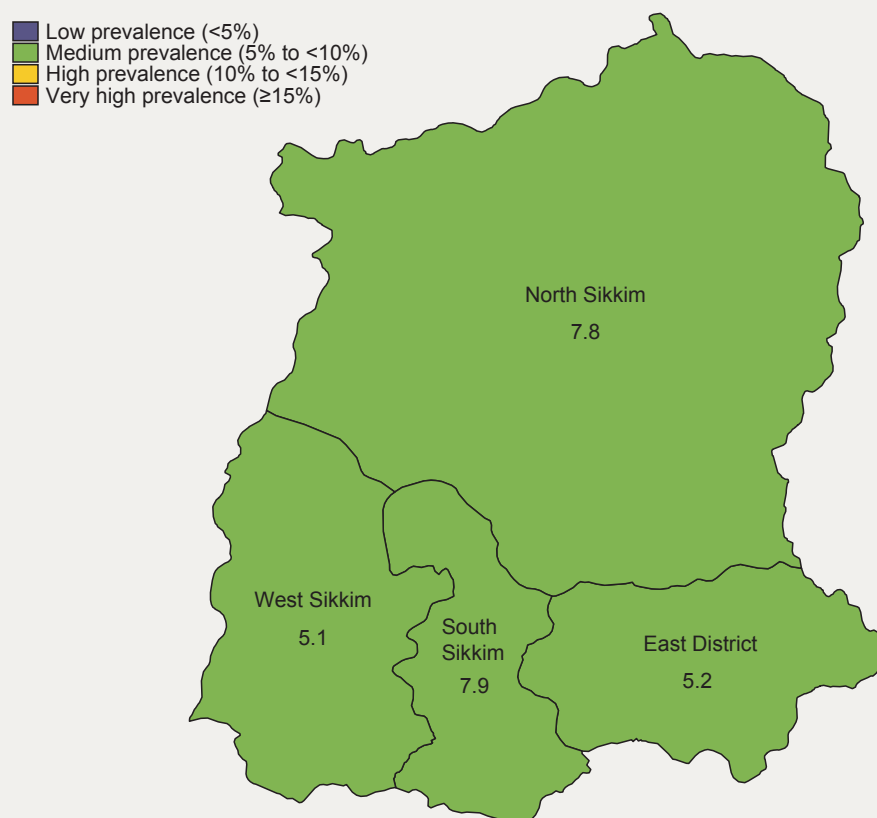 Low prevalence (<5%)
Medium prevalence (5% to <10%)
High prevalence (10% to <15%)
Very high prevalence (≥15%)
North Sikkim
7.8
West Sikkim
5.1
South
Sikkim
7.9
East District
5.2